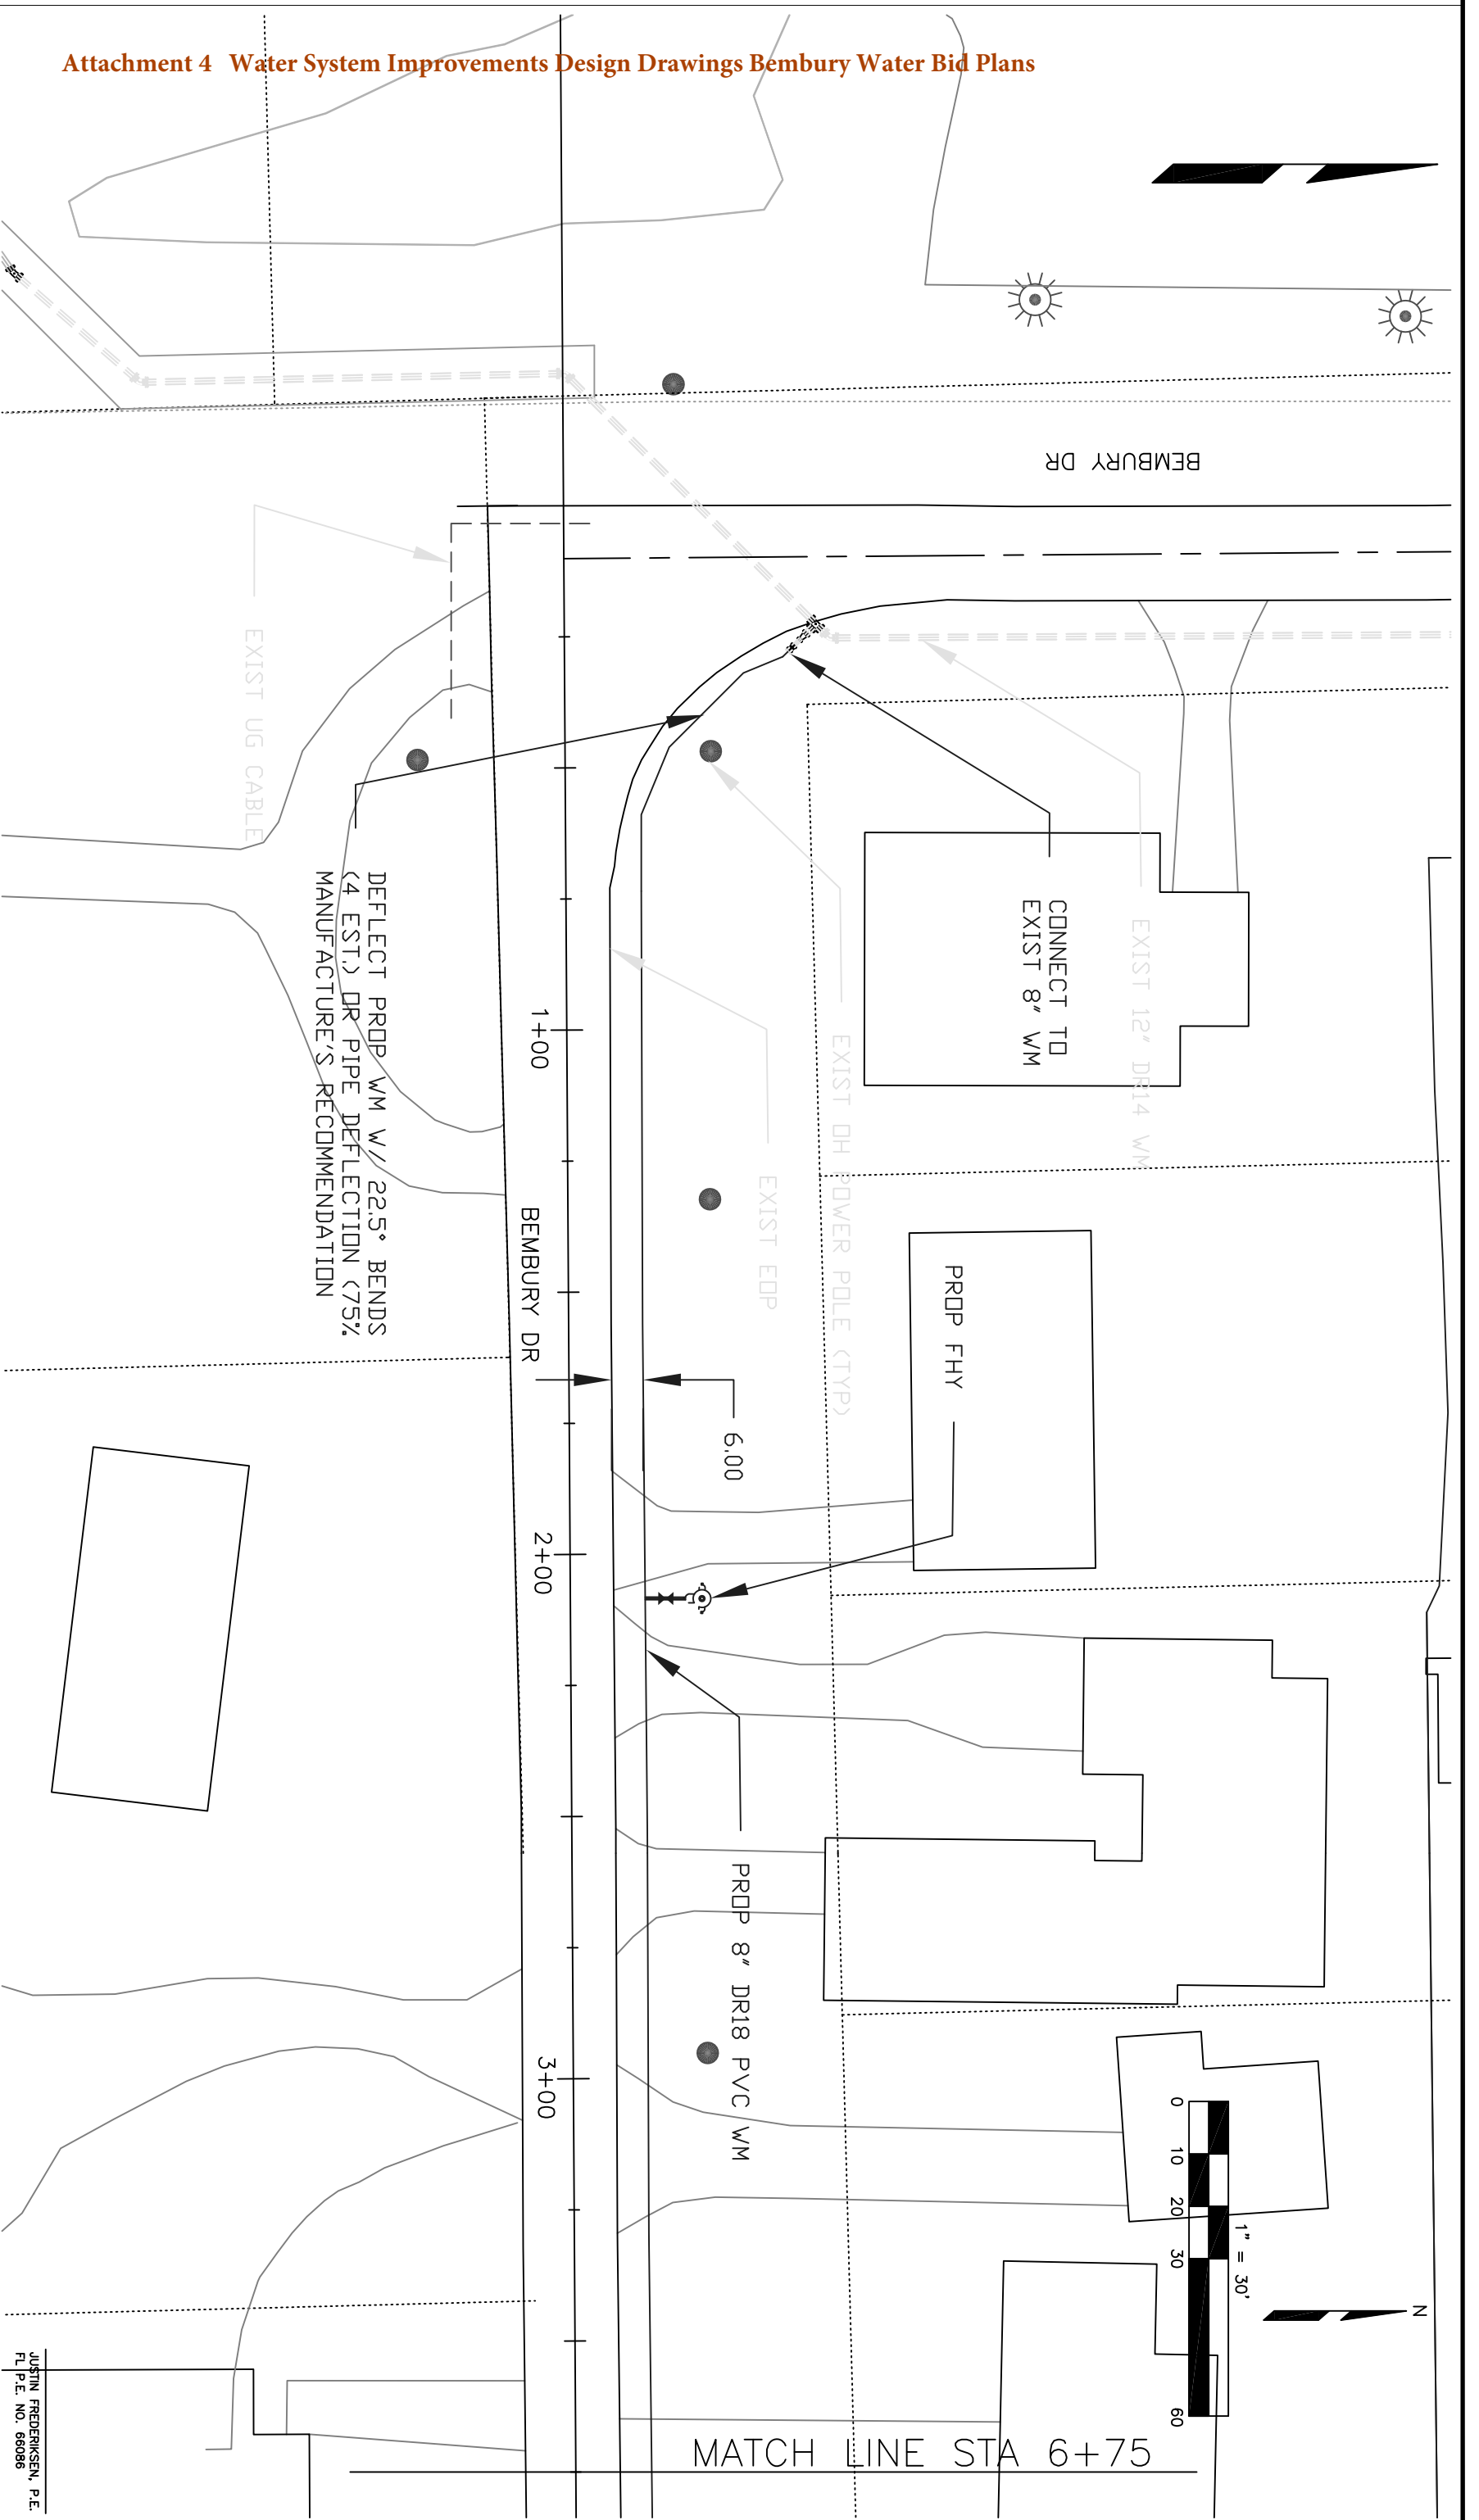 Attachment 4 Water System Improvements Design Drawings Bembury Water Bid Plans
BEMBURY DR
EXIST UG CABLE
DEFLECT PROP WM W/ 22.5° BENDS
(4 EST.) OR PIPE DEFLECTION (75%
MANUFACTURE'S RECOMMENDATION
CONNECT TO
EXIST 8" WM
EXIST 12" DR14 WM
EXIST OH POWER POLE (TYP)
EXIST EOP
1+00
BEMBURY DR
PROP FHY
6.00
2+00
PROP 8" DR18 PVC WM
3+00
0 10 20 30 60
1" = 30'
N
MATCH LINE STA 6+75
JUSTIN FREDERIKSEN, P.E.
FL P.E. NO. 66086